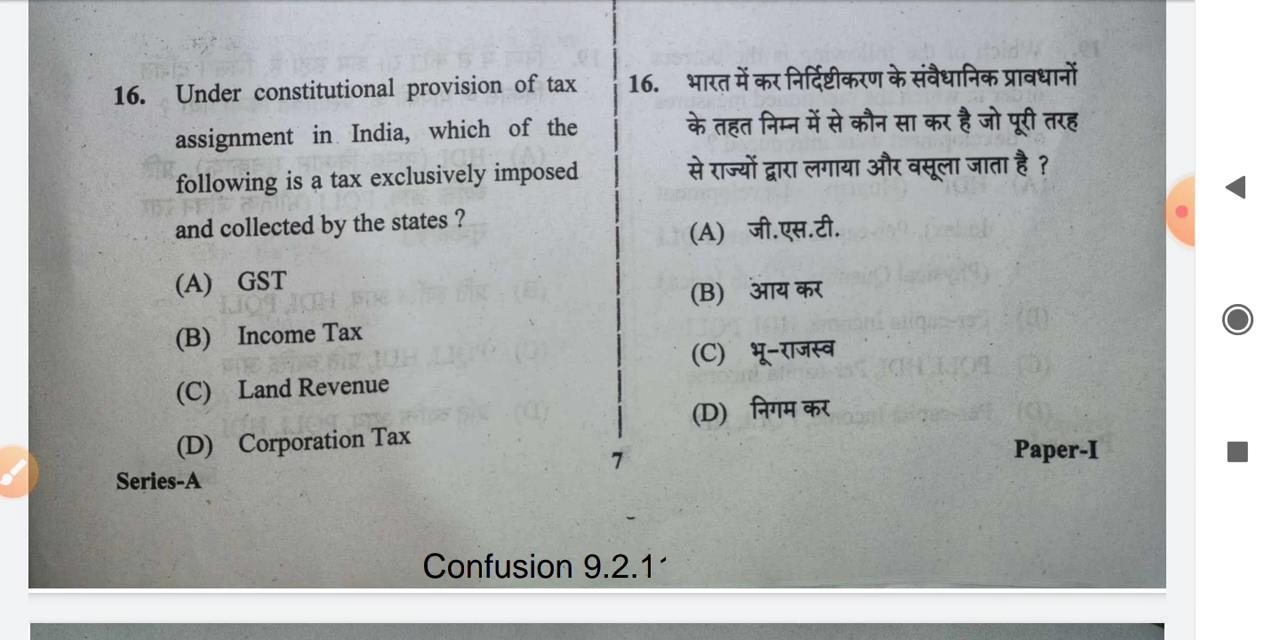 16. Under constitutional provision of tax
assignment in India, which of the
following is a tax exclusively imposed
and collected by the states ?
(A) GST
(B) Income Tax
(C) Land Revenue
(D) Corporation Tax
Series-A
16. भारत में कर निर्दिष्टीकरण के संवैधानिक प्रावधानों
के तहत निम्न में से कौन सा कर है जो पूरी तरह
से राज्यों द्वारा लगाया और वसूला जाता है ?
(A) जी.एस.टी.
(B) आय कर
(C) भू-राजस्व
(D) निगम कर
7
Paper-I
Confusion 9.2.1